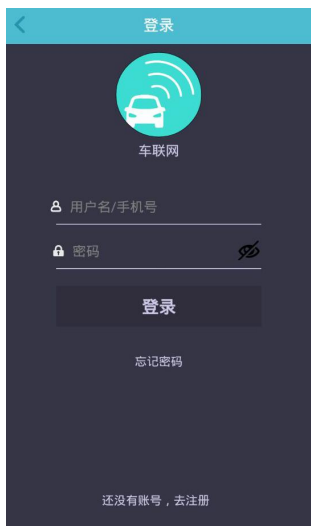 登录
车联网
用户名/手机号
密码
登录
忘记密码
还没有账号，去注册